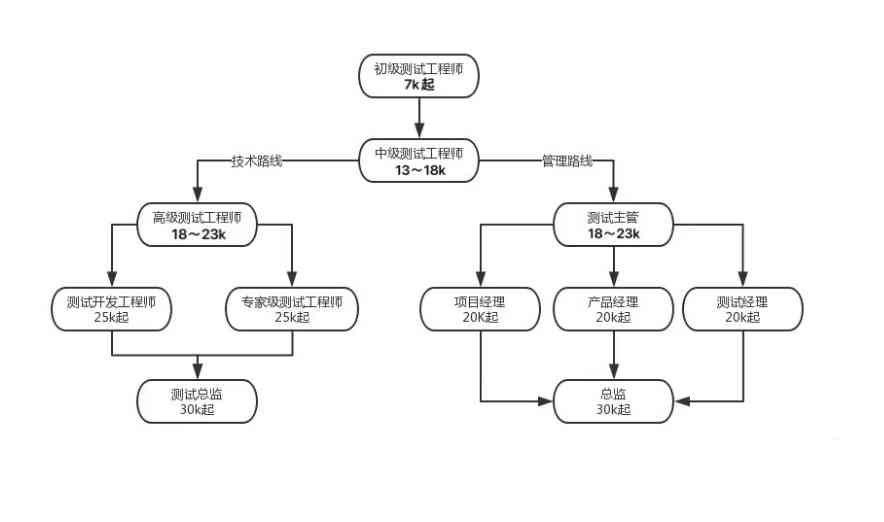 初级测试工程师
7k起
中级测试工程师
13～18k
技术路线
管理路线
高级测试工程师
18～23k
测试主管
18～23k
测试开发工程师
25k起
专家级测试工程师
25k起
项目经理
20K起
产品经理
20k起
测试经理
20k起
测试总监
30k起
总监
30k起